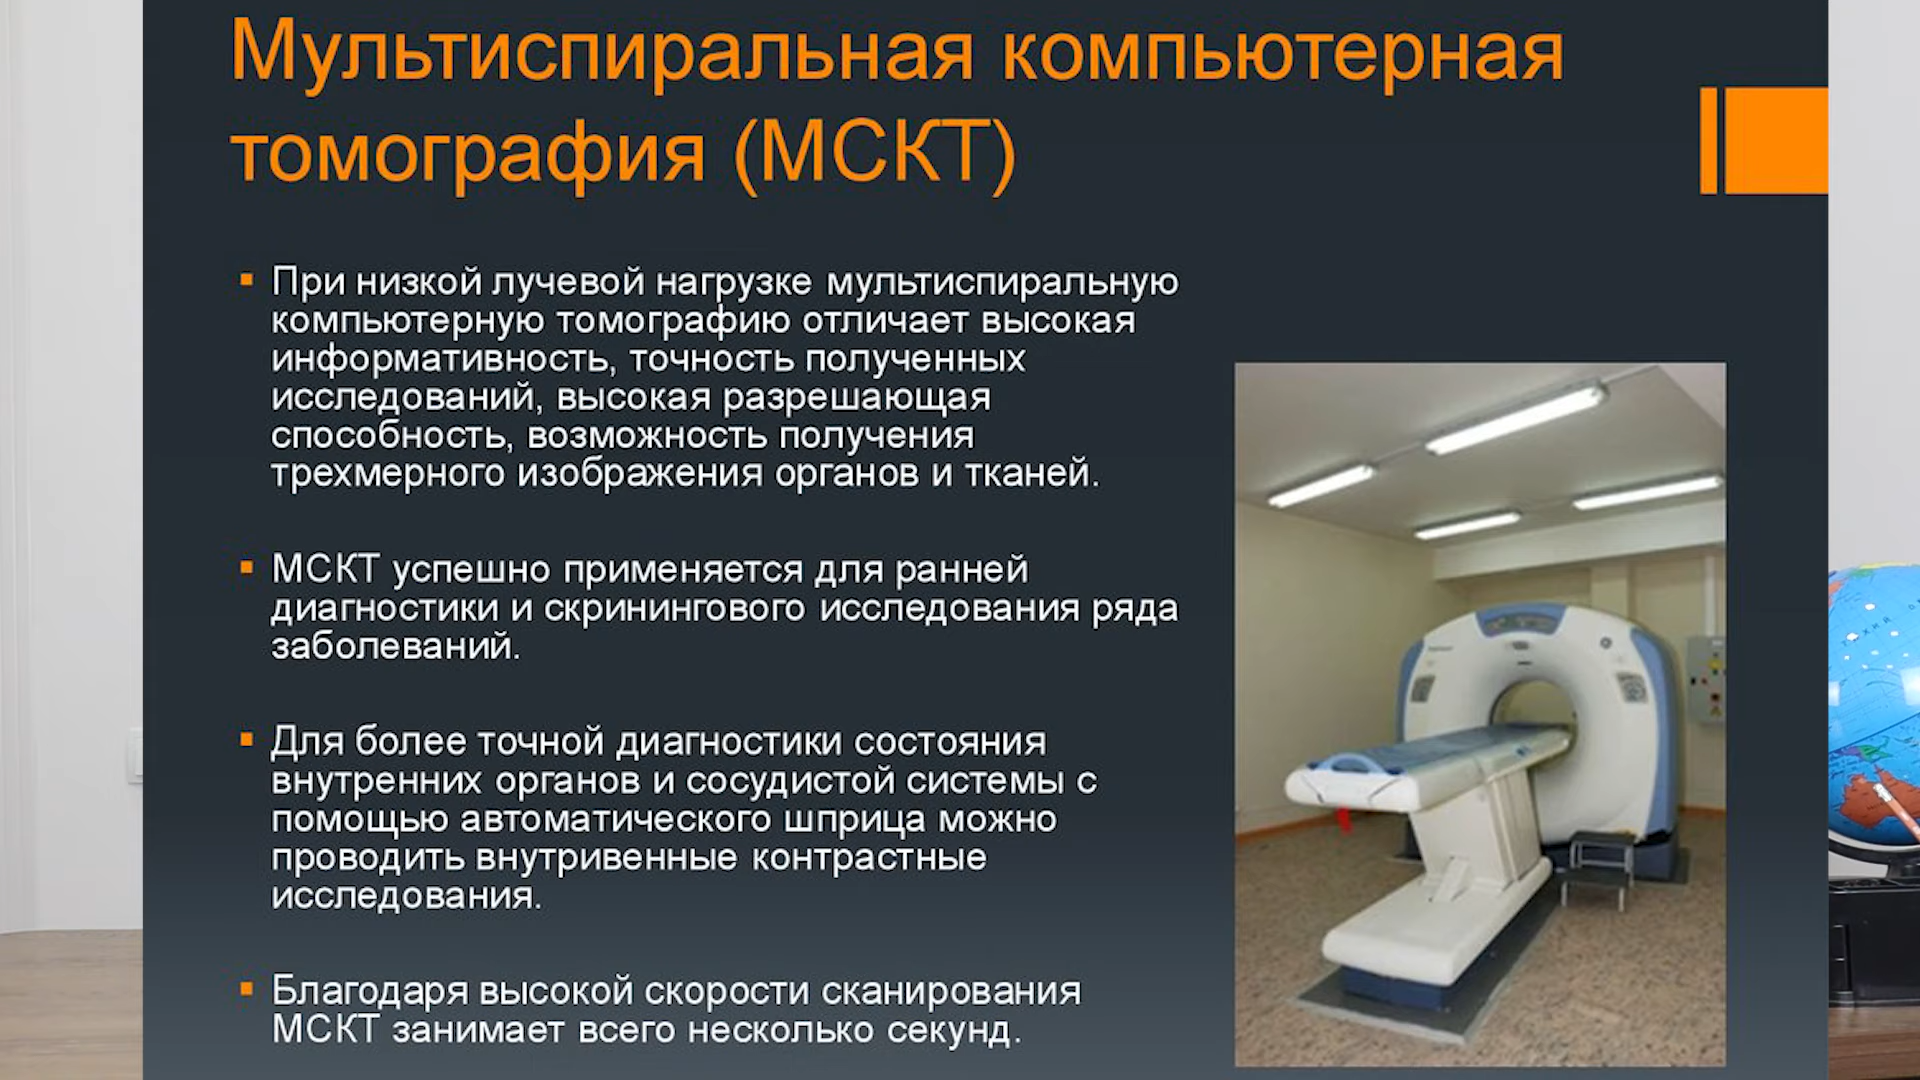 Мультиспиральная компьютерная
томография (МСКТ)
При низкой лучевой нагрузке мультиспиральную
компьютерную томографию отличает высокая
информативность, точность полученных
исследований, высокая разрешающая
способность, возможность получения
трехмерного изображения органов и тканей.
МСКТ успешно применяется для ранней
диагностики и скринингового исследования ряда
заболеваний.
Для более точной диагностики состояния
внутренних органов и сосудистой системы с
помощью автоматического шприца можно
проводить внутривенные контрастные
исследования.
Благодаря высокой скорости сканирования
МСКТ занимает всего несколько секунд.